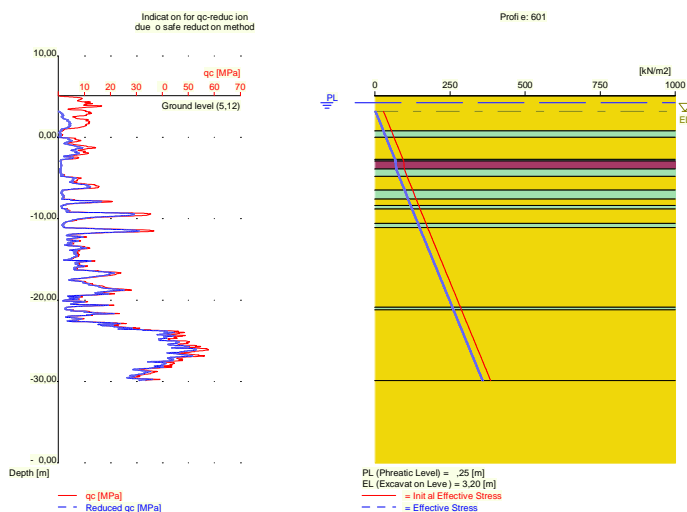 Indicat on for qc-reduc ion
due o safe reduct on method
Profi e: 601
10,00
qc [MPa]
10 20 30 0 50 60 70
Ground level (5,12)
0,00
-10,00
-20,00
-30,00
- 0,00
Depth [m]
qc [MPa]
Reduced qc [MPa]
[kN/m2]
0 250 500 750 1000
PL
EL
PL (Phreatic Level) = ,25 [m]
EL (Excavation Leve ) = 3,20 [m]
= Init al Effective Stress
= Effective Stress